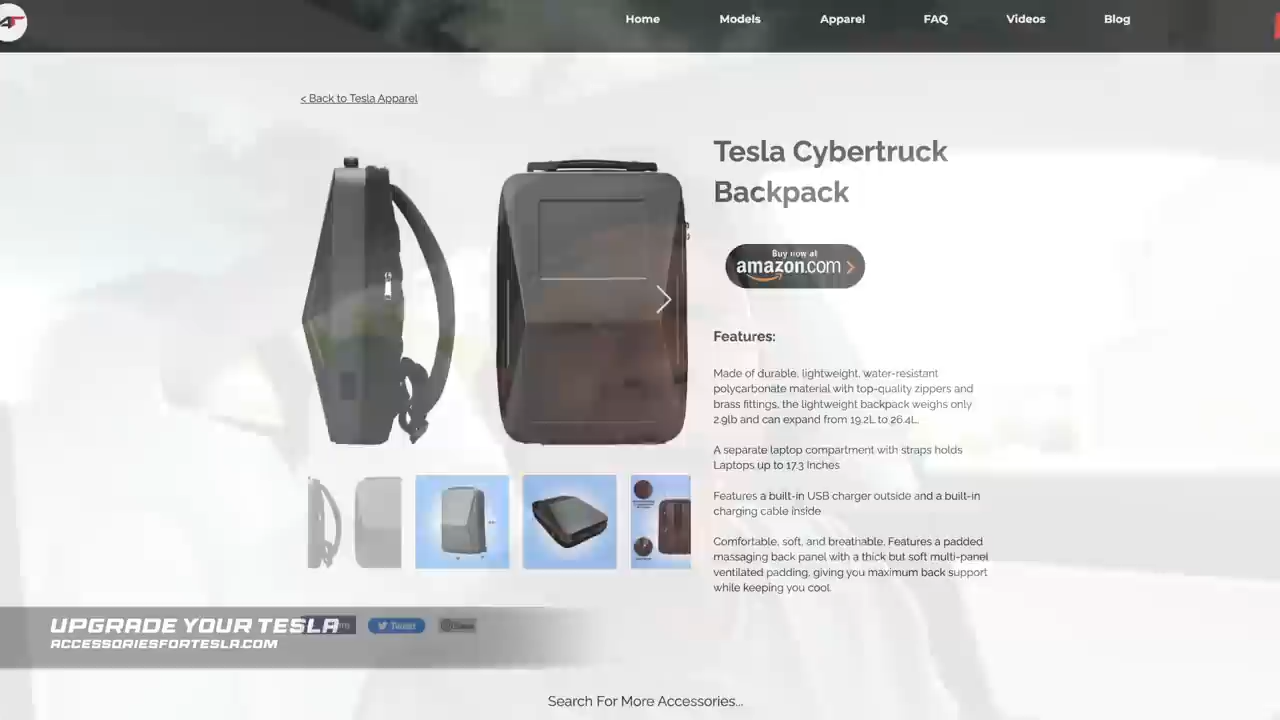 Home Models Apparel FAQ Videos Blog
< Back to Tesla Apparel
Tesla Cybertruck
Backpack
Buy now at
amazon.com
Features:
Made of durable, lightweight, water-resistant
polycarbonate material with top-quality zippers and
brass fittings, the lightweight backpack weighs only
2.9lb and can expand from 19.2L to 26.4L.
A separate laptop compartment with straps holds
Laptops up to 17.3 Inches
Features a built-in USB charger outside and a built-in
charging cable inside
Comfortable, soft, and breathable. Features a padded
massaging back panel with a thick but soft multi-panel
ventilated padding, giving you maximum back support
while keeping you cool.
UPGRADE YOUR TESLA
Tweet
ACCESSORIESFORTESLA.COM
Search For More Accessories...